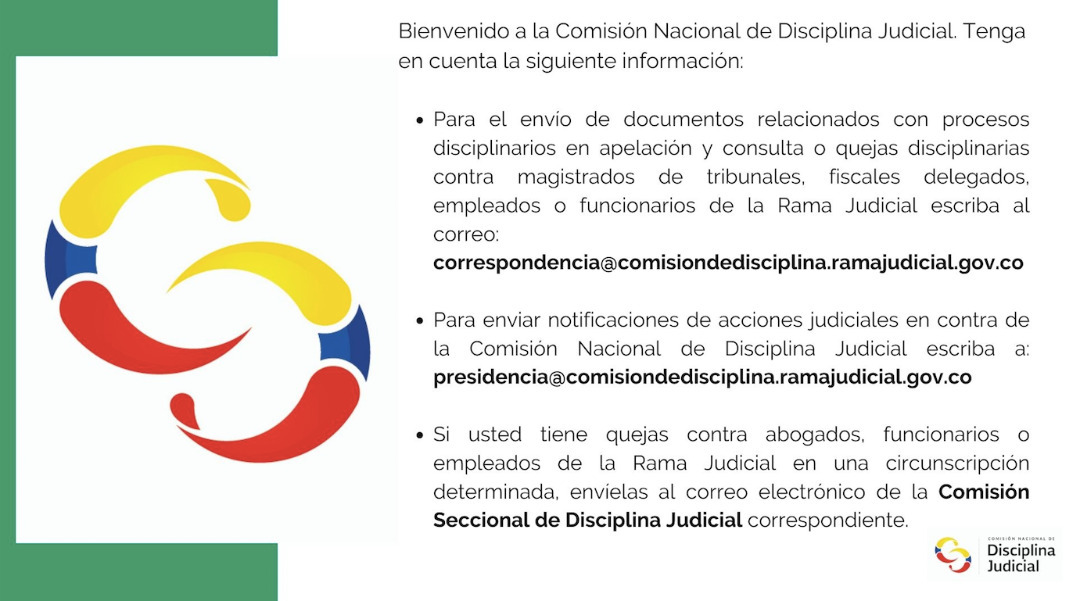 Bienvenido a la Comisión Nacional de Disciplina Judicial. Tenga
en cuenta la siguiente información:
• Para el envío de documentos relacionados con procesos
disciplinarios en apelación y consulta o quejas disciplinarias
contra magistrados de tribunales, fiscales delegados,
empleados o funcionarios de la Rama Judicial escriba al
correo:
correspondencia@comisiondedisciplina.ramajudicial.gov.co
• Para enviar notificaciones de acciones judiciales en contra de
la Comisión Nacional de Disciplina Judicial escriba a:
presidencia@comisiondedisciplina.ramajudicial.gov.co
• Si usted tiene quejas contra abogados, funcionarios o
empleados de la Rama Judicial en una circunscripción
determinada, envíelas al correo electrónico de la Comisión
Seccional de Disciplina Judicial correspondiente.
COMISIÓN NACIONAL DE
Disciplina
Judicial